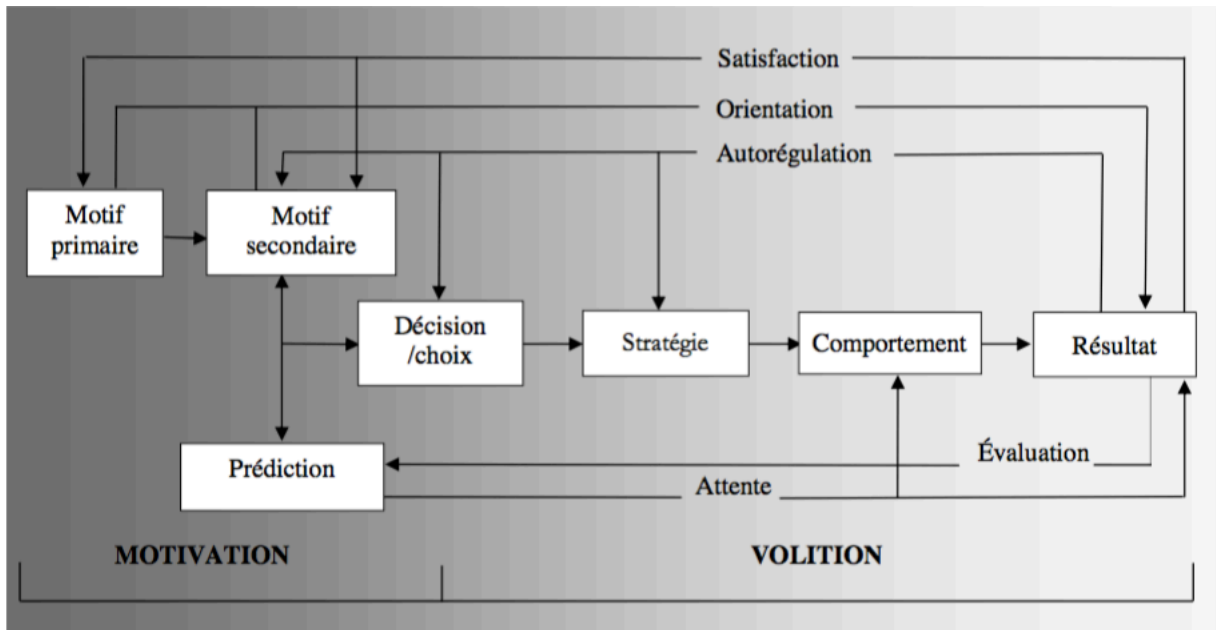 Satisfaction
Orientation
Autorégulation
Motif
primaire
Motif
secondaire
Décision
/choix
Stratégie
Comportement
Résultat
Prédiction
Évaluation
Attente
MOTIVATION
VOLITION